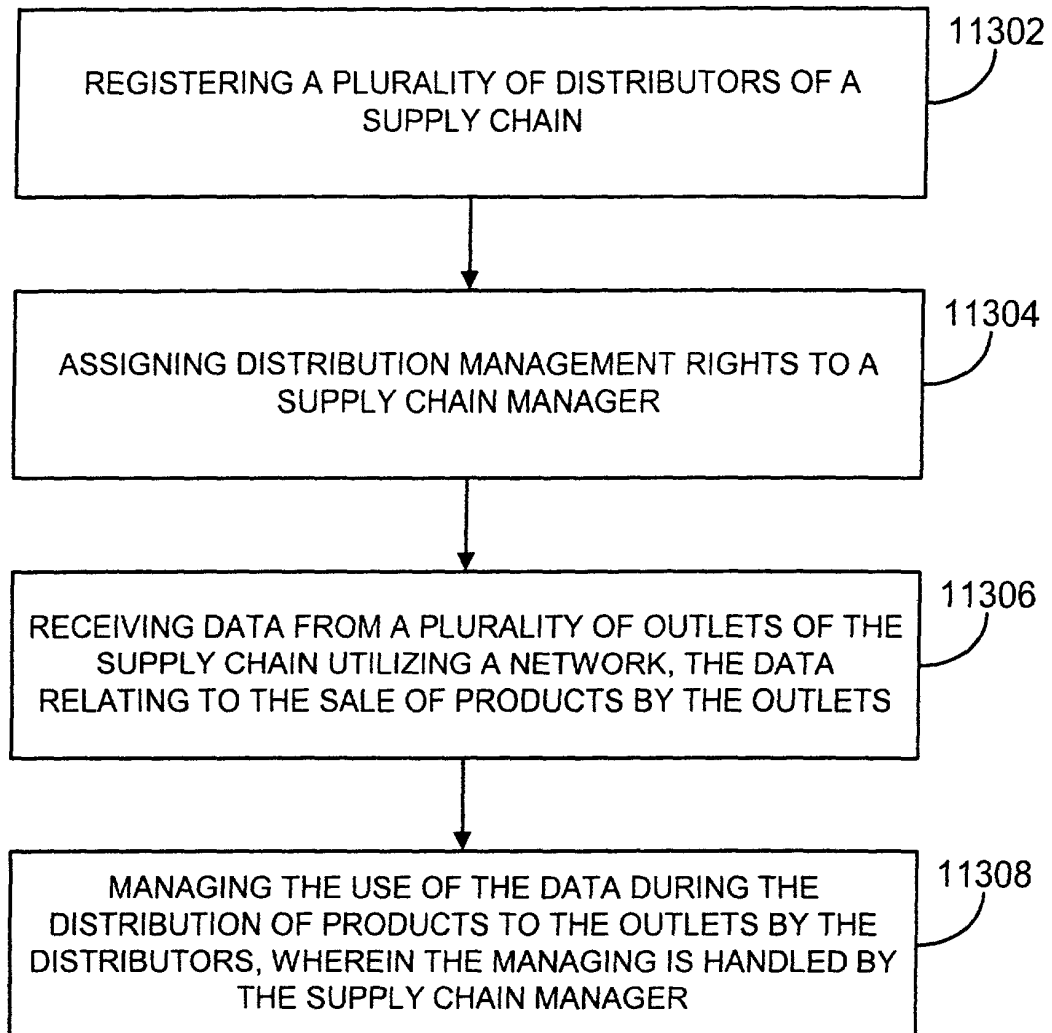 11302
REGISTERING A PLURALITY OF DISTRIBUTORS OF A
SUPPLY CHAIN
11304
ASSIGNING DISTRIBUTION MANAGEMENT RIGHTS TO A
SUPPLY CHAIN MANAGER
11306
RECEIVING DATA FROM A PLURALITY OF OUTLETS OF THE
SUPPLY CHAIN UTILIZING A NETWORK, THE DATA
RELATING TO THE SALE OF PRODUCTS BY THE OUTLETS
11308
MANAGING THE USE OF THE DATA DURING THE
DISTRIBUTION OF PRODUCTS TO THE OUTLETS BY THE
DISTRIBUTORS, WHEREIN THE MANAGING IS HANDLED BY
THE SUPPLY CHAIN MANAGER